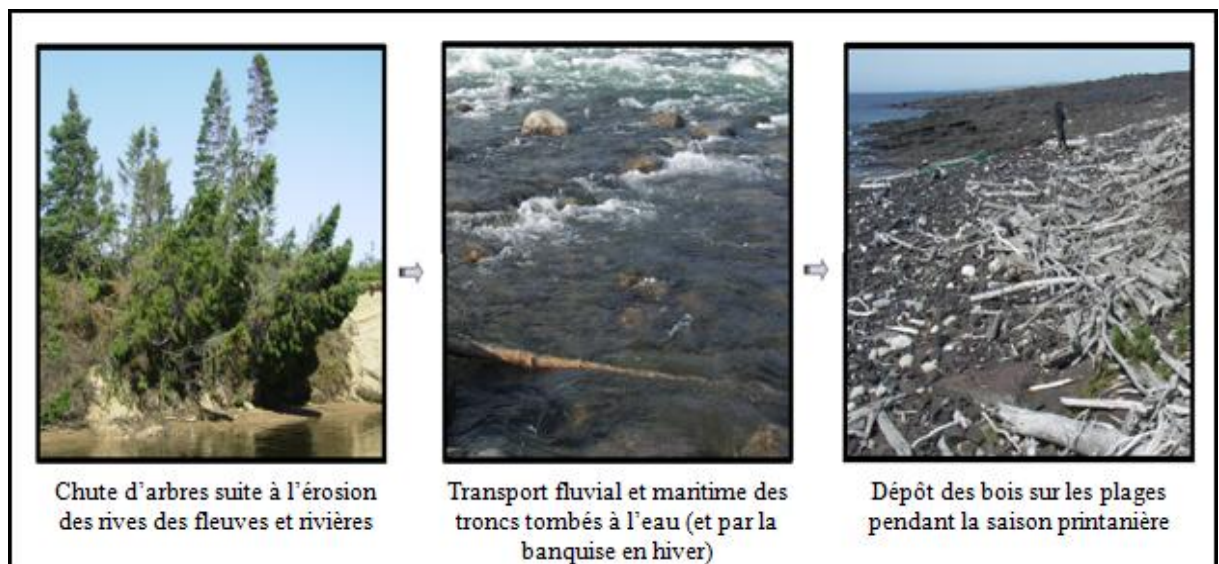 Chute d'arbres suite à l'érosion
des rives des fleuves et rivières
Transport fluvial et maritime des
troncs tombés à l'eau (et par la
banquise en hiver)
Dépôt des bois sur les plages
pendant la saison printanière